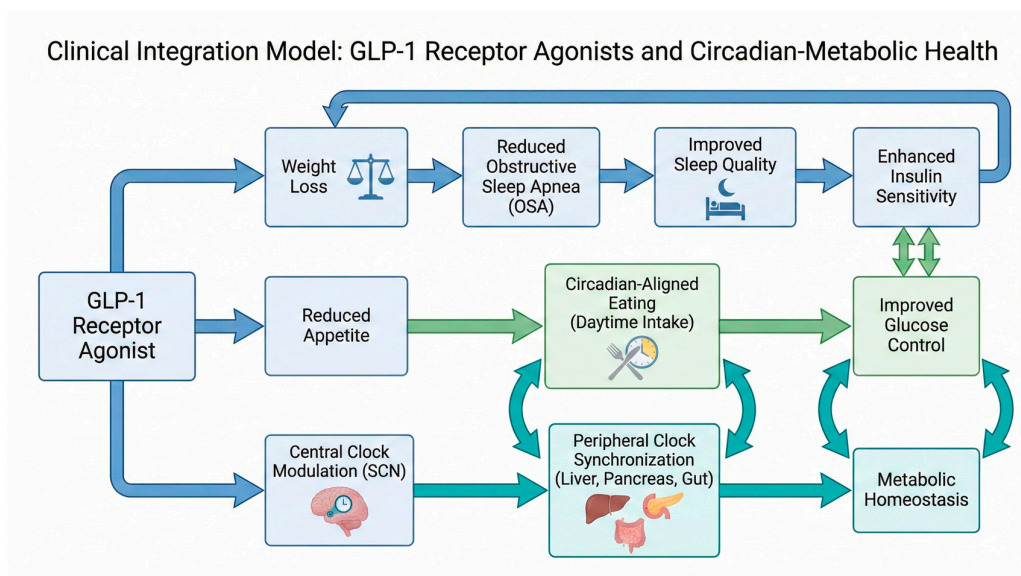 Clinical Integration Model: GLP-1 Receptor Agonists and Circadian-Metabolic Health
Weight
Loss
Reduced
Obstructive
Sleep Apnea
(OSA)
Improved
Sleep Quality
Enhanced
Insulin
Sensitivity
GLP-1
Receptor
Agonist
Reduced
Appetite
Circadian-Aligned
Eating
(Daytime Intake)
Improved
Glucose
Control
Central Clock
Modulation (SCN)
Peripheral Clock
Synchronization
(Liver, Pancreas, Gut)
Metabolic
Homeostasis